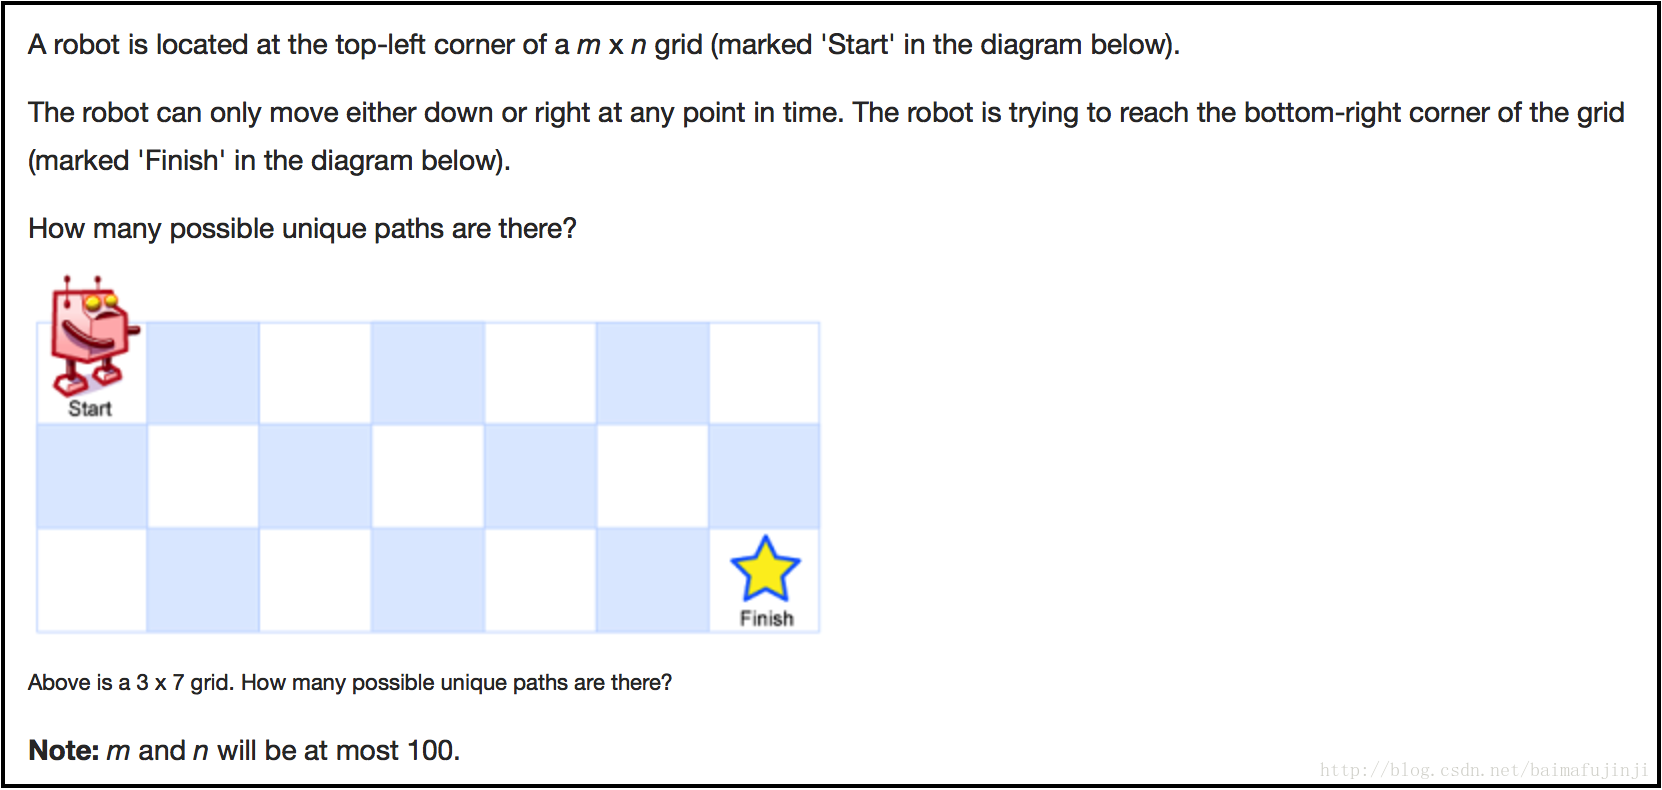 A robot is located at the top-left corner of a m x n grid (marked 'Start' in the diagram below).
The robot can only move either down or right at any point in time. The robot is trying to reach the bottom-right corner of the grid
(marked 'Finish' in the diagram below).
How many possible unique paths are there?
Start
Finish
Above is a 3 x 7 grid. How many possible unique paths are there?
Note: m and n will be at most 100.
http://blog.csdn.net/baimafujinji